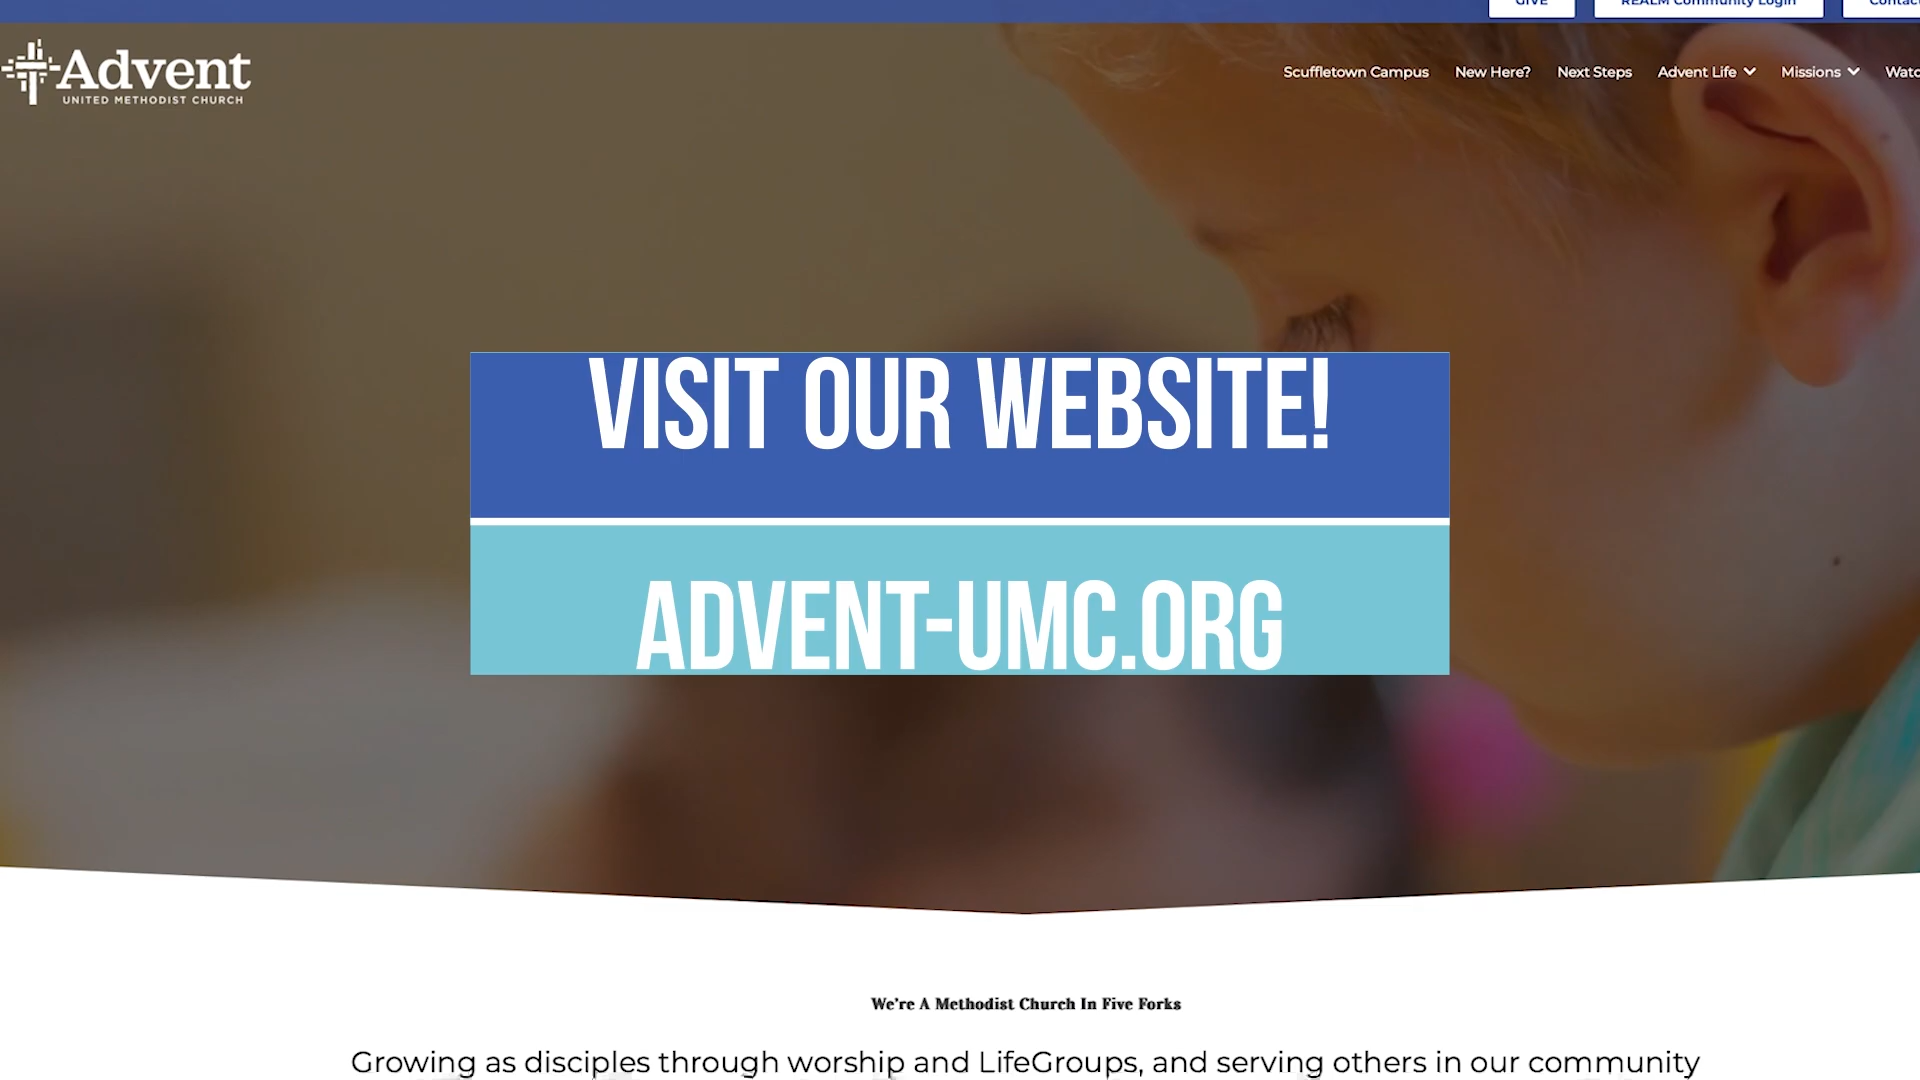 GIVE
REALM Community Login
Contact
Advent
UNITED METHODIST CHURCH
Scuffletown Campus
New Here?
Next Steps
Advent Life
Missions
VISIT OUR WEBSITE!
ADVENT-UMC.ORG
We're A Methodist Church In Five Forks
Growing as disciples through worship and LifeGroups, and serving others in our community